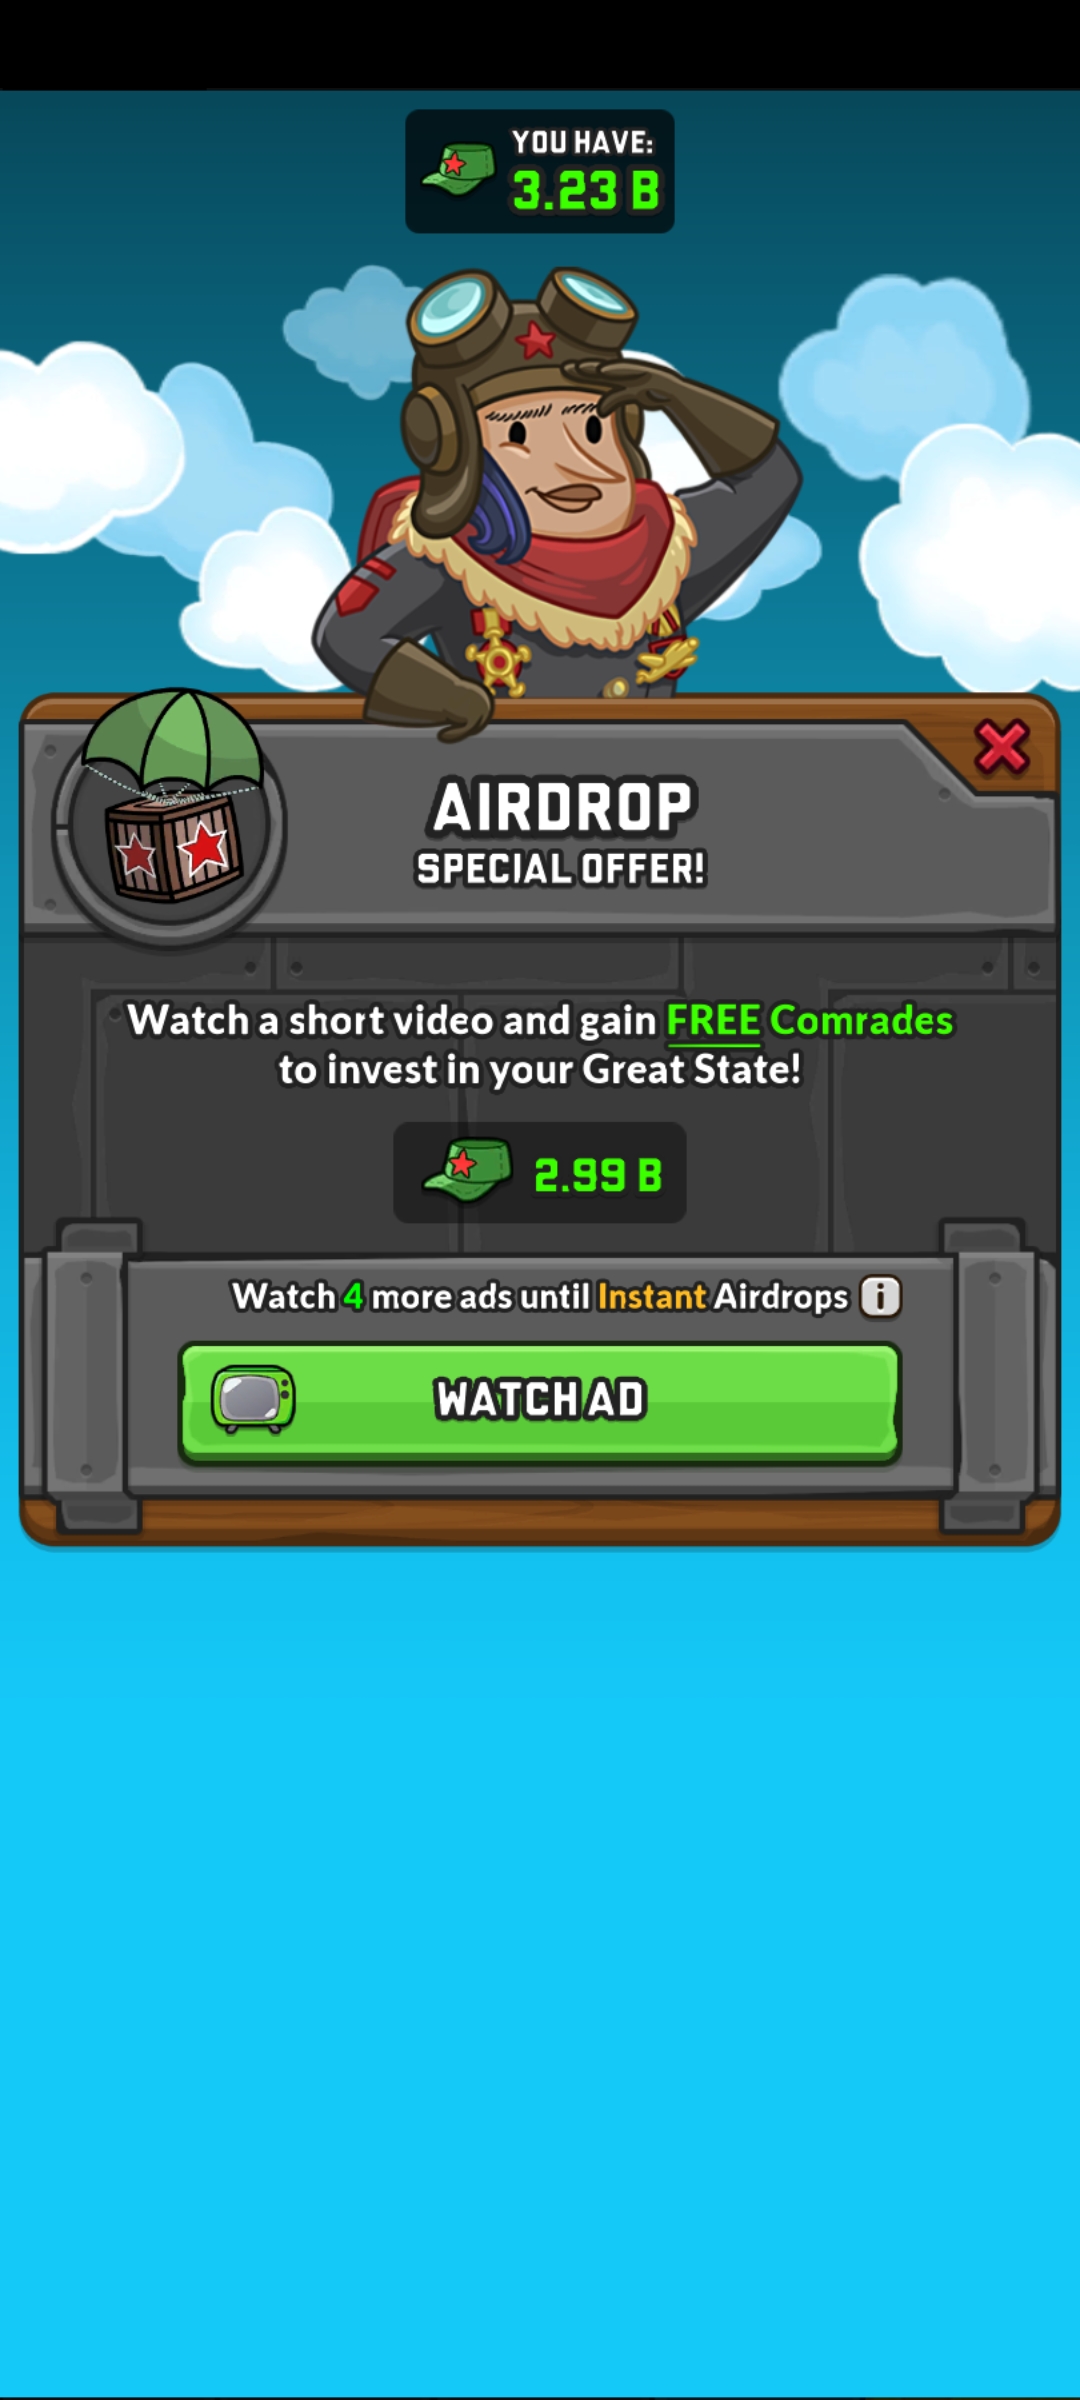 YOU HAVE:
3.23 B
AIRDROP
SPECIAL OFFER!
Watch a short video and gain FREE Comrades
to invest in your Great State!
2.99 B
Watch 4 more ads until Instant Airdrops i
WATCH AD